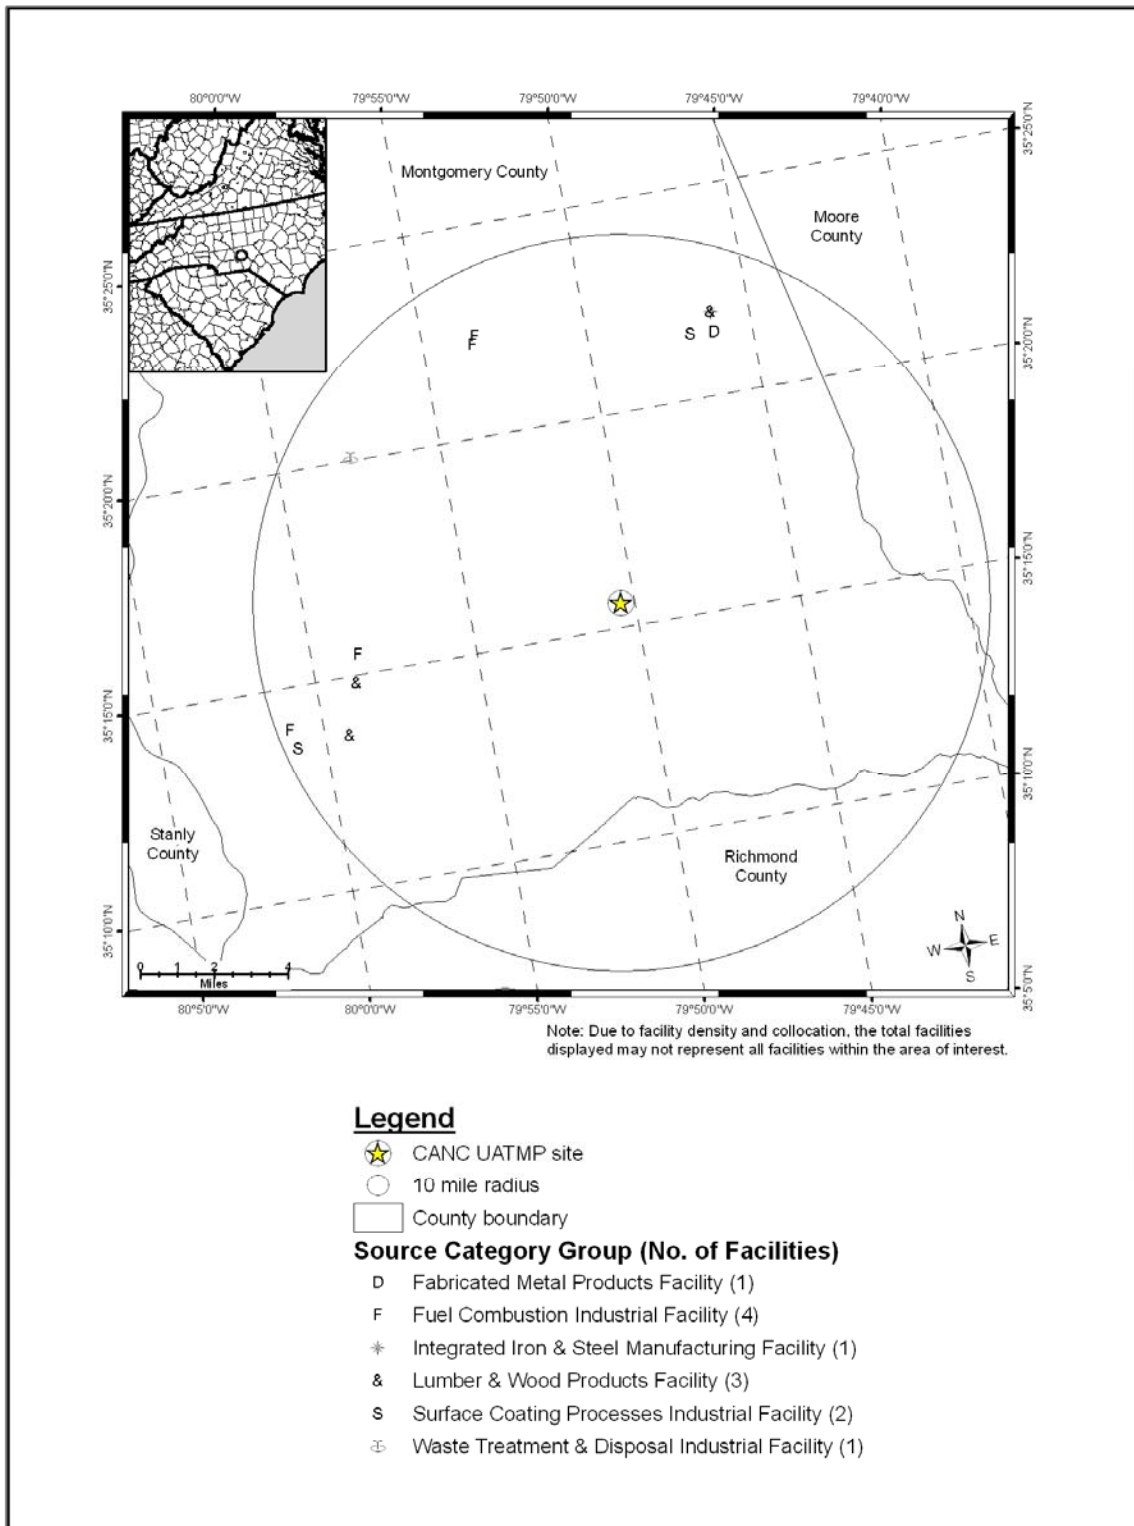 80°0'0"W 79°55'0"W 79°50'0"W 79°45'0"W 79°40'0"W
35°25'0"N
Montgomery County
Moore
County
35°25'0"N
&
S D
F
F
35°20'0"N
35°20'0"N
35°15'0"N
F
&
35°15'0"N
F
&
S
35°10'0"N
Stanly
County
Richmond
County
35°10'0"N
N
W E
S
0 1 2 4
Miles
35°5'0"N
80°5'0"W 80°0'0"W 79°55'0"W 79°50'0"W 79°45'0"W
Note: Due to facility density and collocation, the total facilities
displayed may not represent all facilities within the area of interest.
Legend
CANC UATMP site
10 mile radius
County boundary
Source Category Group (No. of Facilities)
D Fabricated Metal Products Facility (1)
F Fuel Combustion Industrial Facility (4)
Integrated Iron & Steel Manufacturing Facility (1)
& Lumber & Wood Products Facility (3)
S Surface Coating Processes Industrial Facility (2)
Waste Treatment & Disposal Industrial Facility (1)